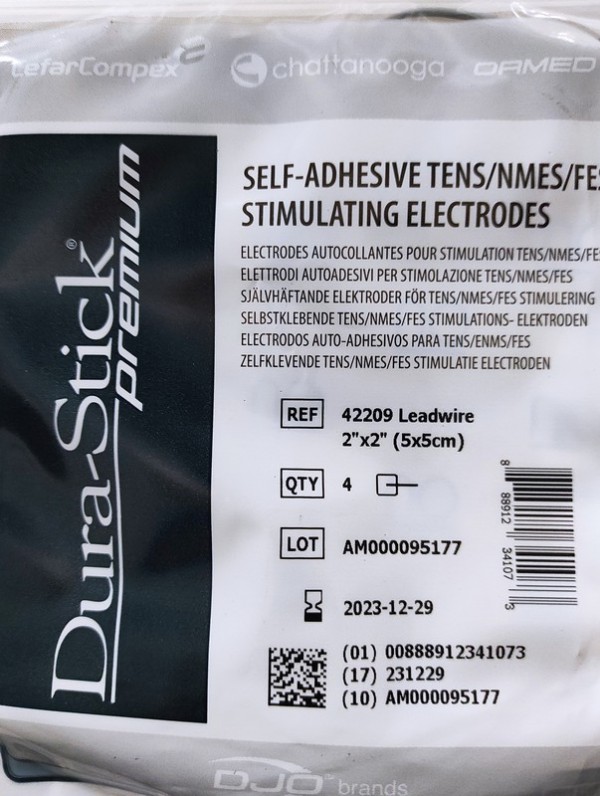 CefarCompex
chattanooga
ORMED
Dura-Stick®
premium
SELF-ADHESIVE TENS/NMES/FES
STIMULATING ELECTRODES
ELECTRODES AUTOCOLLANTES POUR STIMULATION TENS/NMES/FES
ELETTRODI AUTOADESIVI PER STIMOLAZIONE TENS/NMES/FES
SJÄLVHÄFTANDE ELEKTRODER FÖR TENS/NMES/FES STIMULERING
SELBSTKLEBENDE TENS/NMES/FES STIMULATIONS- ELEKTRODEN
ELECTRODOS AUTO-ADHESIVOS PARA TENS/ENMS/FES
ZELFKLEVENDE TENS/NMES/FES STIMULATIE ELECTRODEN
REF 42209 Leadwire
2"x2" (5x5cm)
QTY 4
LOT AM000095177
2023-12-29
8 88912 34107 3
(01) 00888912341073
(17) 231229
(10) AM000095177
DJO™ brands